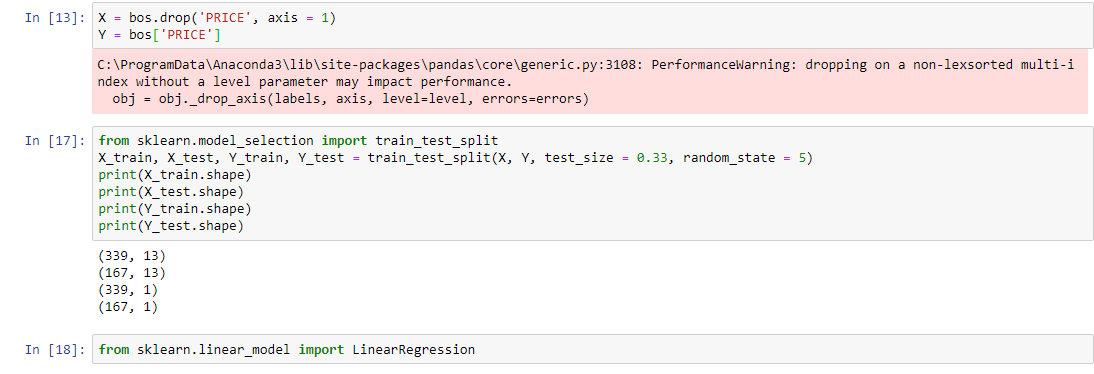 In [13]: X = bos.drop('PRICE', axis = 1)
Y = bos['PRICE']
C:\ProgramData\Anaconda3\lib\site-packages\pandas\core\generic.py:3108: PerformanceWarning: dropping on a non-lexsorted multi-i
ndex without a level parameter may impact performance.
  obj = obj._drop_axis(labels, axis, level=level, errors=errors)
In [17]: from sklearn.model_selection import train_test_split
X_train, X_test, Y_train, Y_test = train_test_split(X, Y, test_size = 0.33, random_state = 5)
print(X_train.shape)
print(X_test.shape)
print(Y_train.shape)
print(Y_test.shape)
(339, 13)
(167, 13)
(339, 1)
(167, 1)
In [18]: from sklearn.linear_model import LinearRegression